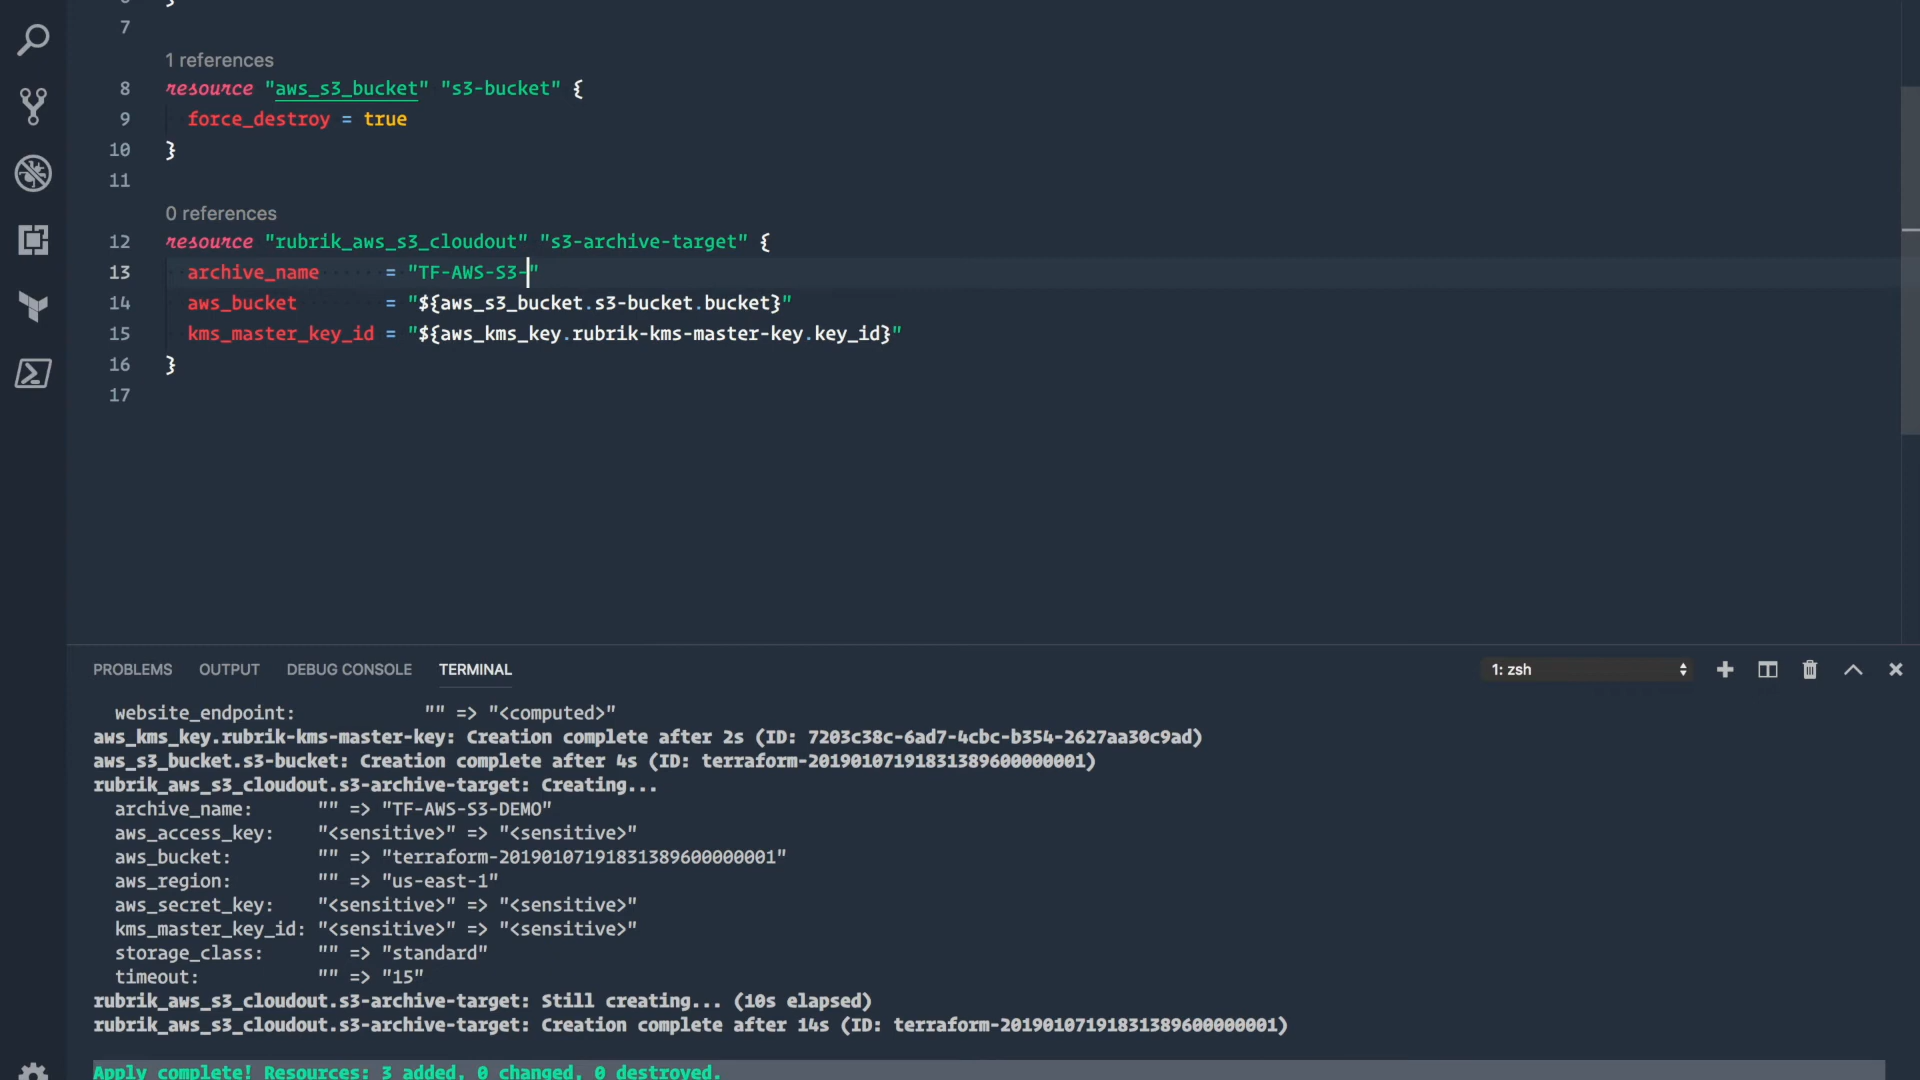 7
1 references
8 resource "aws_s3_bucket" "s3-bucket" {
9 force_destroy = true
10 }
11
0 references
12 resource "rubrik_aws_s3_cloudout" "s3-archive-target" {
13 archive_name = "TF-AWS-S3-"
14 aws_bucket = "${aws_s3_bucket.s3-bucket.bucket}"
15 kms_master_key_id = "${aws_kms_key.rubrik-kms-master-key.key_id}"
16 }
17
PROBLEMS OUTPUT DEBUG CONSOLE TERMINAL 1: zsh
website_endpoint: "" => "<computed>"
aws_kms_key.rubrik-kms-master-key: Creation complete after 2s (ID: 7203c38c-6ad7-4cbc-b354-2627aa30c9ad)
aws_s3_bucket.s3-bucket: Creation complete after 4s (ID: terraform-20190107191831389600000001)
rubrik_aws_s3_cloudout.s3-archive-target: Creating...
archive_name: "" => "TF-AWS-S3-DEMO"
aws_access_key: "<sensitive>" => "<sensitive>"
aws_bucket: "" => "terraform-20190107191831389600000001"
aws_region: "" => "us-east-1"
aws_secret_key: "<sensitive>" => "<sensitive>"
kms_master_key_id: "<sensitive>" => "<sensitive>"
storage_class: "" => "standard"
timeout: "" => "15"
rubrik_aws_s3_cloudout.s3-archive-target: Still creating... (10s elapsed)
rubrik_aws_s3_cloudout.s3-archive-target: Creation complete after 14s (ID: terraform-20190107191831389600000001)
Apply complete! Resources: 3 added, 0 changed, 0 destroyed.